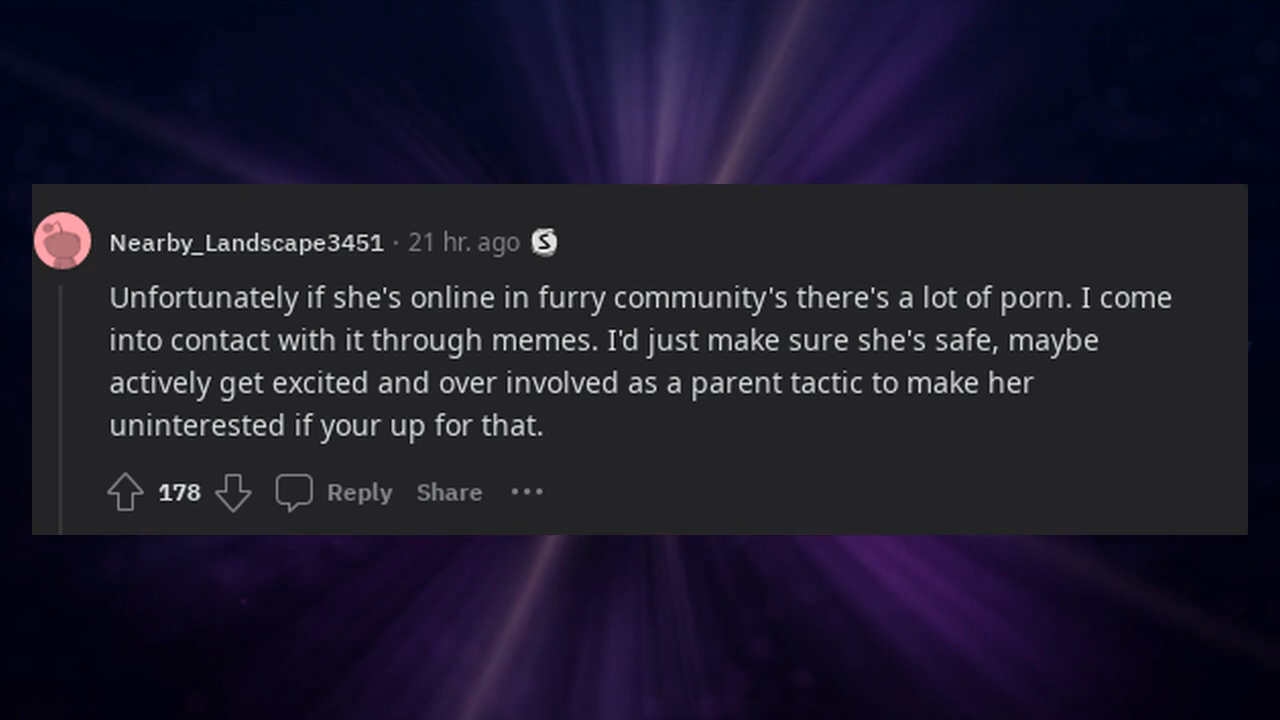 Nearby_Landscape3451 · 21 hr. ago
Unfortunately if she's online in furry community's there's a lot of porn. I come
into contact with it through memes. I'd just make sure she's safe, maybe
actively get excited and over involved as a parent tactic to make her
uninterested if your up for that.
178 Reply Share ···